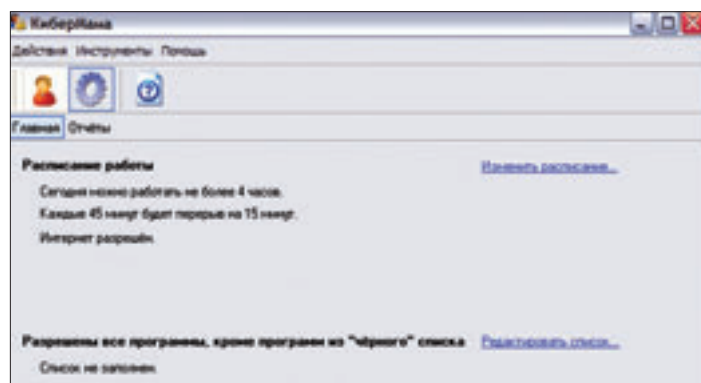 КиберМама
Действия Инструменты Помощь
Главная Отчёты
Расписание работы Изменить расписание...
Сегодня можно работать не более 4 часов.
Каждые 45 минут будет перерыв на 15 минут.
Интернет разрешён.
Разрешены все программы, кроме программ из "чёрного" списка Редактировать список...
Список не заполнен.